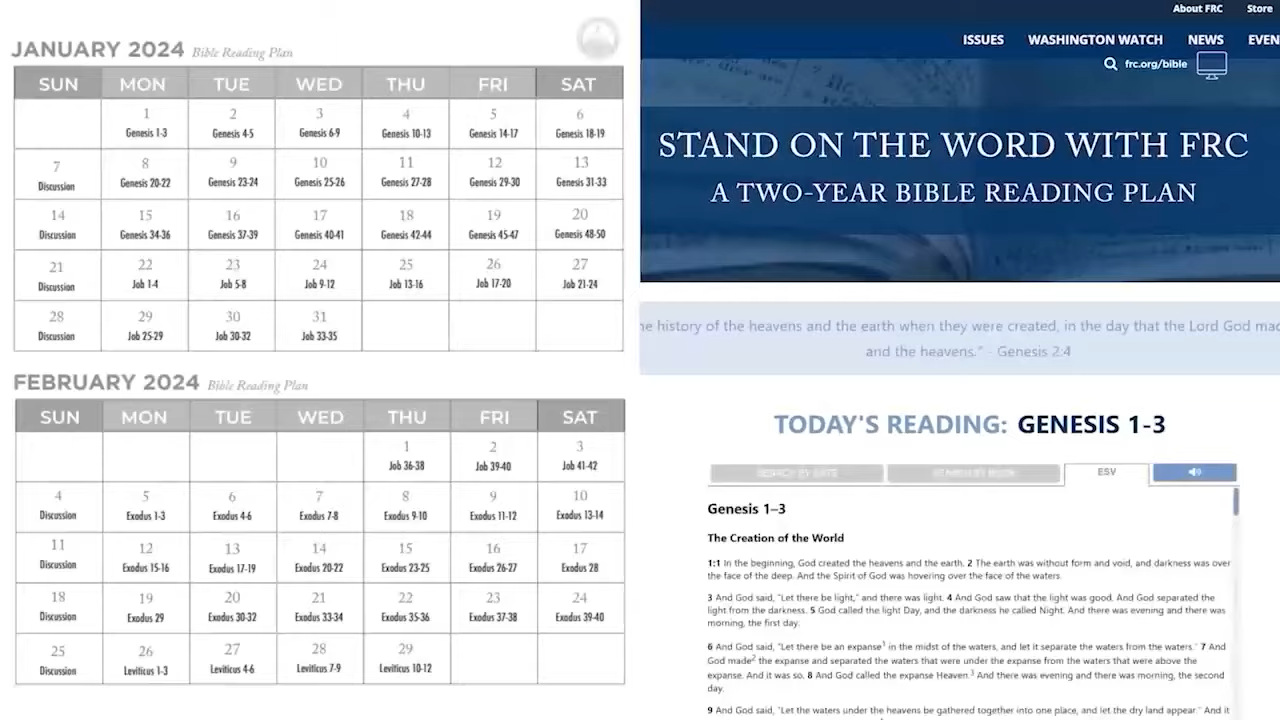 JANUARY 2024 Bible Reading Plan
SUN MON TUE WED THU FRI SAT
1 2 3 4 5 6
Genesis 1-3 Genesis 4-5 Genesis 6-9 Genesis 10-13 Genesis 14-17 Genesis 18-19
7 8 9 10 11 12 13
Discussion Genesis 20-22 Genesis 23-24 Genesis 25-26 Genesis 27-28 Genesis 29-30 Genesis 31-33
14 15 16 17 18 19 20
Discussion Genesis 34-36 Genesis 37-39 Genesis 40-41 Genesis 42-44 Genesis 45-47 Genesis 48-50
21 22 23 24 25 26 27
Discussion Job 1-4 Job 5-8 Job 9-12 Job 13-16 Job 17-20 Job 21-24
28 29 30 31
Discussion Job 25-29 Job 30-32 Job 33-35
FEBRUARY 2024 Bible Reading Plan
SUN MON TUE WED THU FRI SAT
1 2 3
Job 36-38 Job 39-40 Job 41-42
4 5 6 7 8 9 10
Discussion Exodus 1-3 Exodus 4-6 Exodus 7-8 Exodus 9-10 Exodus 11-12 Exodus 13-14
11 12 13 14 15 16 17
Discussion Exodus 15-16 Exodus 17-19 Exodus 20-22 Exodus 23-25 Exodus 26-27 Exodus 28
18 19 20 21 22 23 24
Discussion Exodus 29 Exodus 30-32 Exodus 33-34 Exodus 35-36 Exodus 37-38 Exodus 39-40
25 26 27 28 29
Discussion Leviticus 1-3 Leviticus 4-6 Leviticus 7-9 Leviticus 10-12
About FRC Store
ISSUES WASHINGTON WATCH NEWS EVEN
frc.org/bible
STAND ON THE WORD WITH FRC
A TWO-YEAR BIBLE READING PLAN
he history of the heavens and the earth when they were created, in the day that the Lord God mad
and the heavens." - Genesis 2:4
TODAY'S READING: GENESIS 1-3
ESV
Genesis 1–3
The Creation of the World
1:1 In the beginning, God created the heavens and the earth. 2 The earth was without form and void, and darkness was over
the face of the deep. And the Spirit of God was hovering over the face of the waters.
3 And God said, "Let there be light," and there was light. 4 And God saw that the light was good. And God separated the
light from the darkness. 5 God called the light Day, and the darkness he called Night. And there was evening and there was
morning, the first day.
6 And God said, "Let there be an expanse1 in the midst of the waters, and let it separate the waters from the waters." 7 And
God made2 the expanse and separated the waters that were under the expanse from the waters that were above the
expanse. And it was so. 8 And God called the expanse Heaven.3 And there was evening and there was morning, the second
day.
9 And God said, "Let the waters under the heavens be gathered together into one place, and let the dry land appear." And it